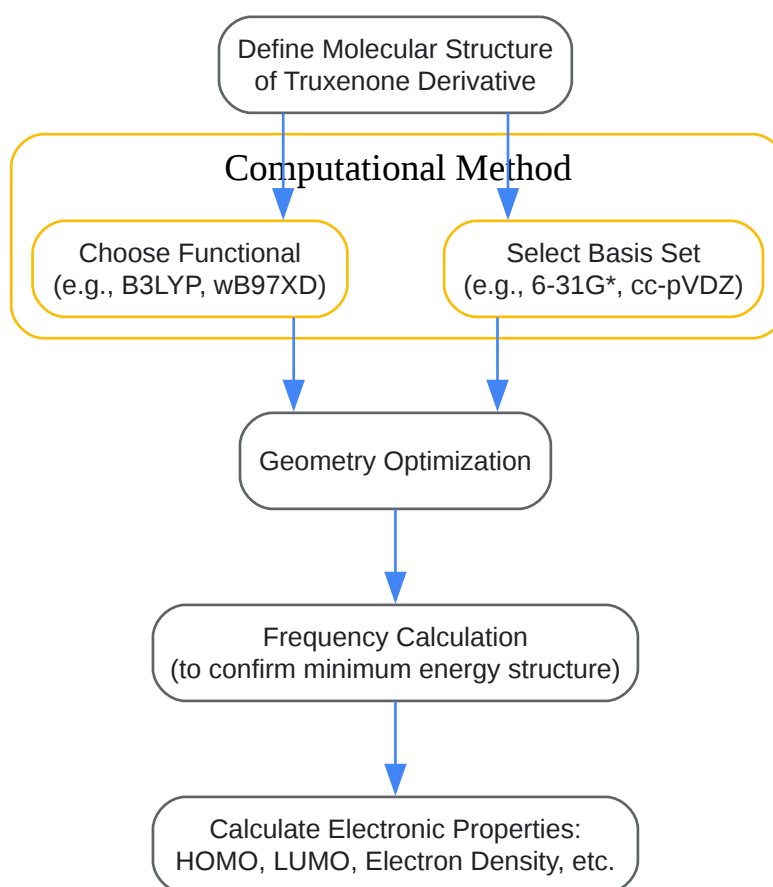 Define Molecular Structure
of Truxenone Derivative
Computational Method
Choose Functional
(e.g., B3LYP, wB97XD)
Select Basis Set
(e.g., 6-31G*, cc-pVDZ)
Geometry Optimization
Frequency Calculation
(to confirm minimum energy structure)
Calculate Electronic Properties:
HOMO, LUMO, Electron Density, etc.